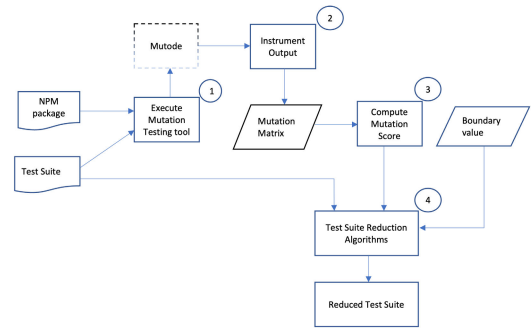 2
Mutode
Instrument
Output
1
3
NPM
package
Execute
Mutation
Testing tool
Mutation
Matrix
Compute
Mutation
Score
Boundary
value
Test Suite
4
Test Suite Reduction
Algorithms
Reduced Test Suite